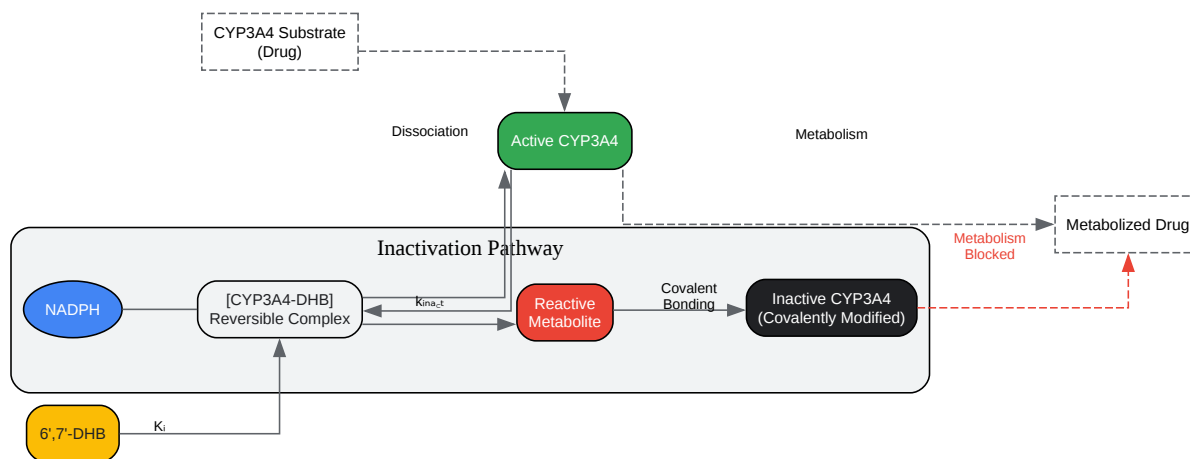 CYP3A4 Substrate
(Drug)
Dissociation
Active CYP3A4
Metabolism
Metabolized Drug
Metabolism
Blocked
Inactivation Pathway
NADPH
[CYP3A4-DHB]
Reversible Complex
kᵢₙₐ꜀ₜ
Reactive
Metabolite
Covalent
Bonding
Inactive CYP3A4
(Covalently Modified)
6',7'-DHB
Kᵢ